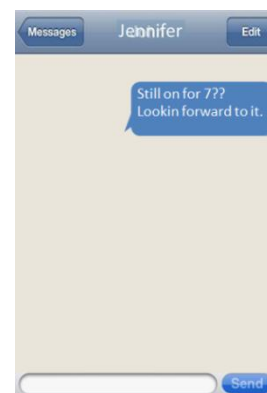 Messages
Jennifer
Edit
Still on for 7??
Lookin forward to it.
Send